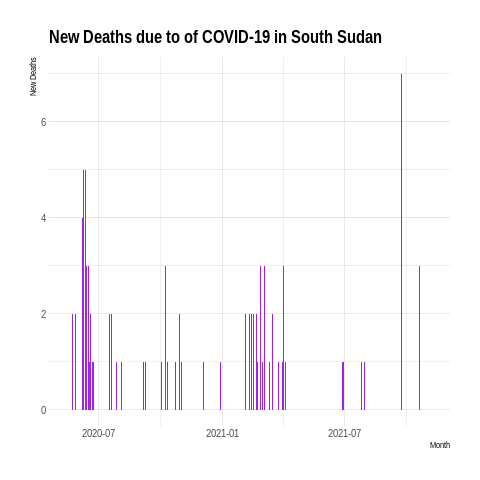 New Deaths due to of COVID-19 in South Sudan
New Deaths
6
4
2
0
2020-07
2021-01
2021-07
Month